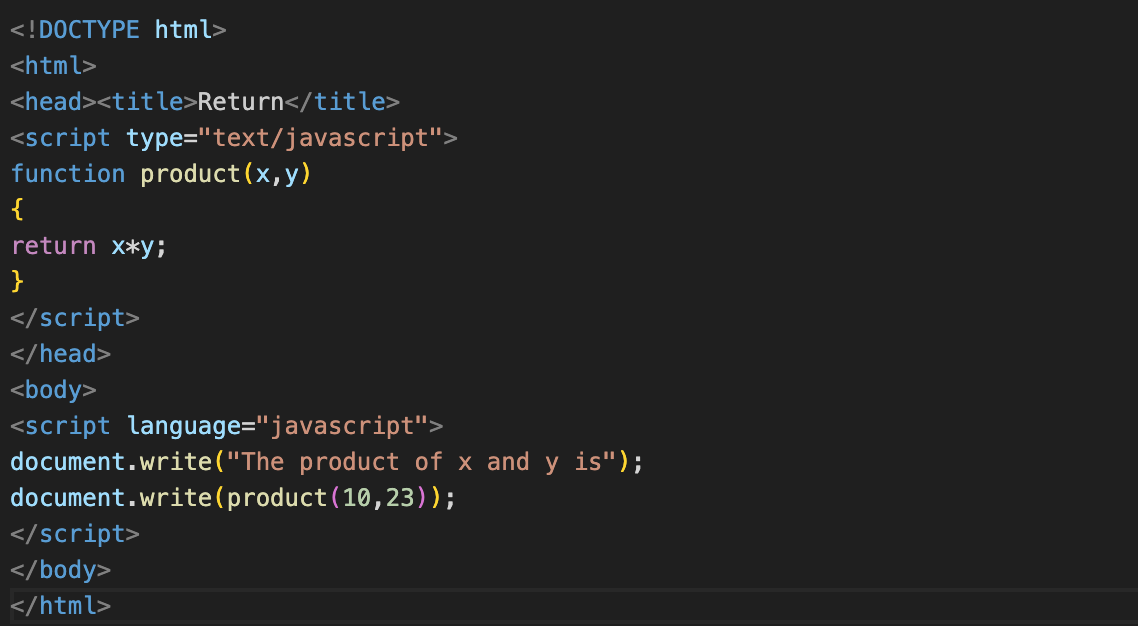 <!DOCTYPE html>
<html>
<head><title>Return</title>
<script type="text/javascript">
function product(x,y)
{
return x*y;
}
</script>
</head>
<body>
<script language="javascript">
document.write("The product of x and y is");
document.write(product(10,23));
</script>
</body>
</html>